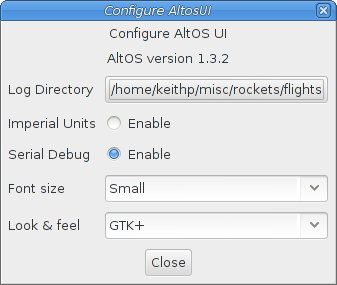 Configure AltosUI
Configure AltOS UI
AltOS version 1.3.2
Log Directory /home/keithp/misc/rockets/flights
Imperial Units Enable
Serial Debug Enable
Font size Small
Look & feel GTK+
Close